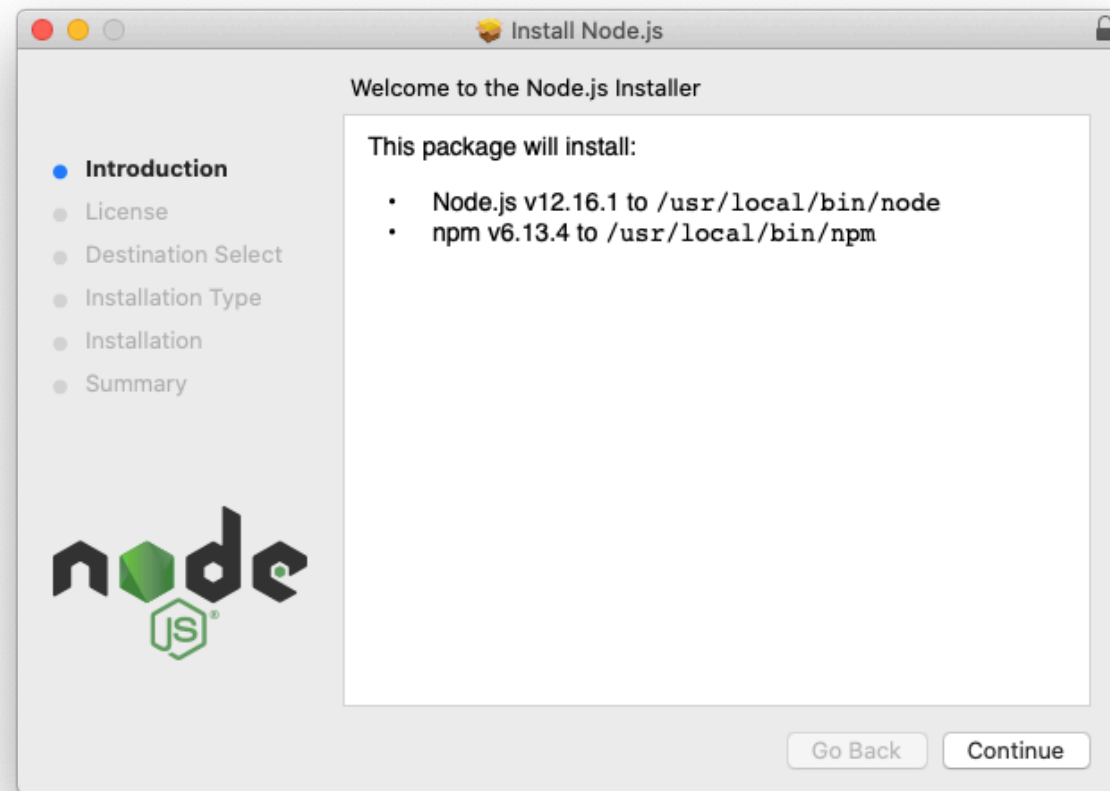 Install Node.js
Welcome to the Node.js Installer
Introduction
License
Destination Select
Installation Type
Installation
Summary
This package will install:
• Node.js v12.16.1 to /usr/local/bin/node
• npm v6.13.4 to /usr/local/bin/npm
node
JS®
Go Back
Continue